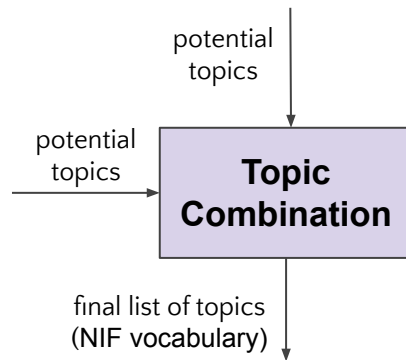 potential
topics
potential
topics
Topic
Combination
final list of topics
(NIF vocabulary)